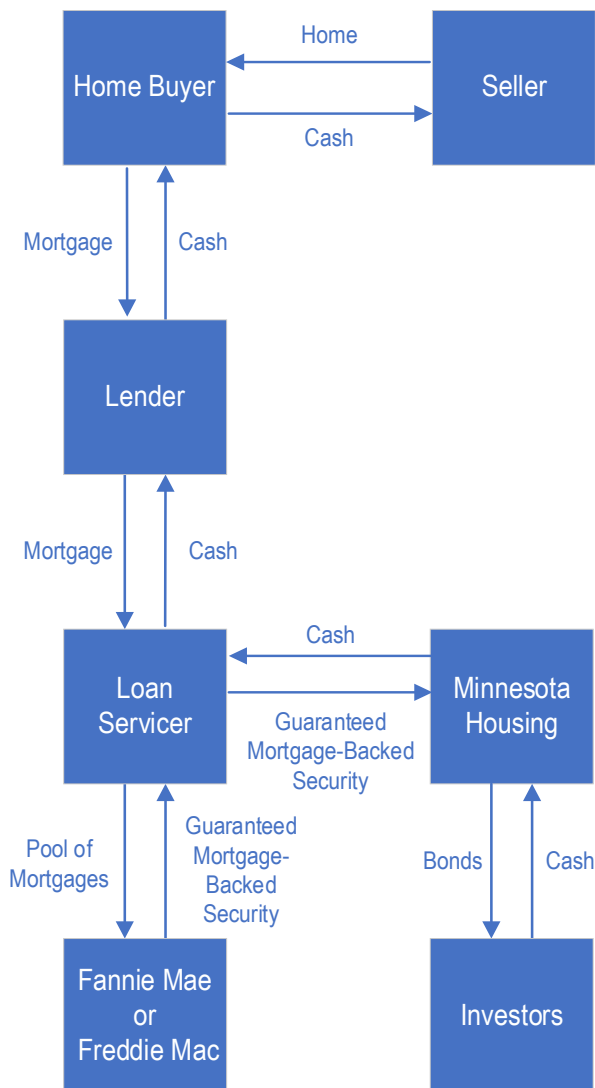 Home
Home Buyer
Seller
Cash
Mortgage
Cash
Lender
Mortgage
Cash
Cash
Loan
Servicer
Minnesota
Housing
Guaranteed
Mortgage-Backed
Security
Pool of
Mortgages
Guaranteed
Mortgage-
Backed
Security
Bonds
Cash
Fannie Mae
or
Freddie Mac
Investors